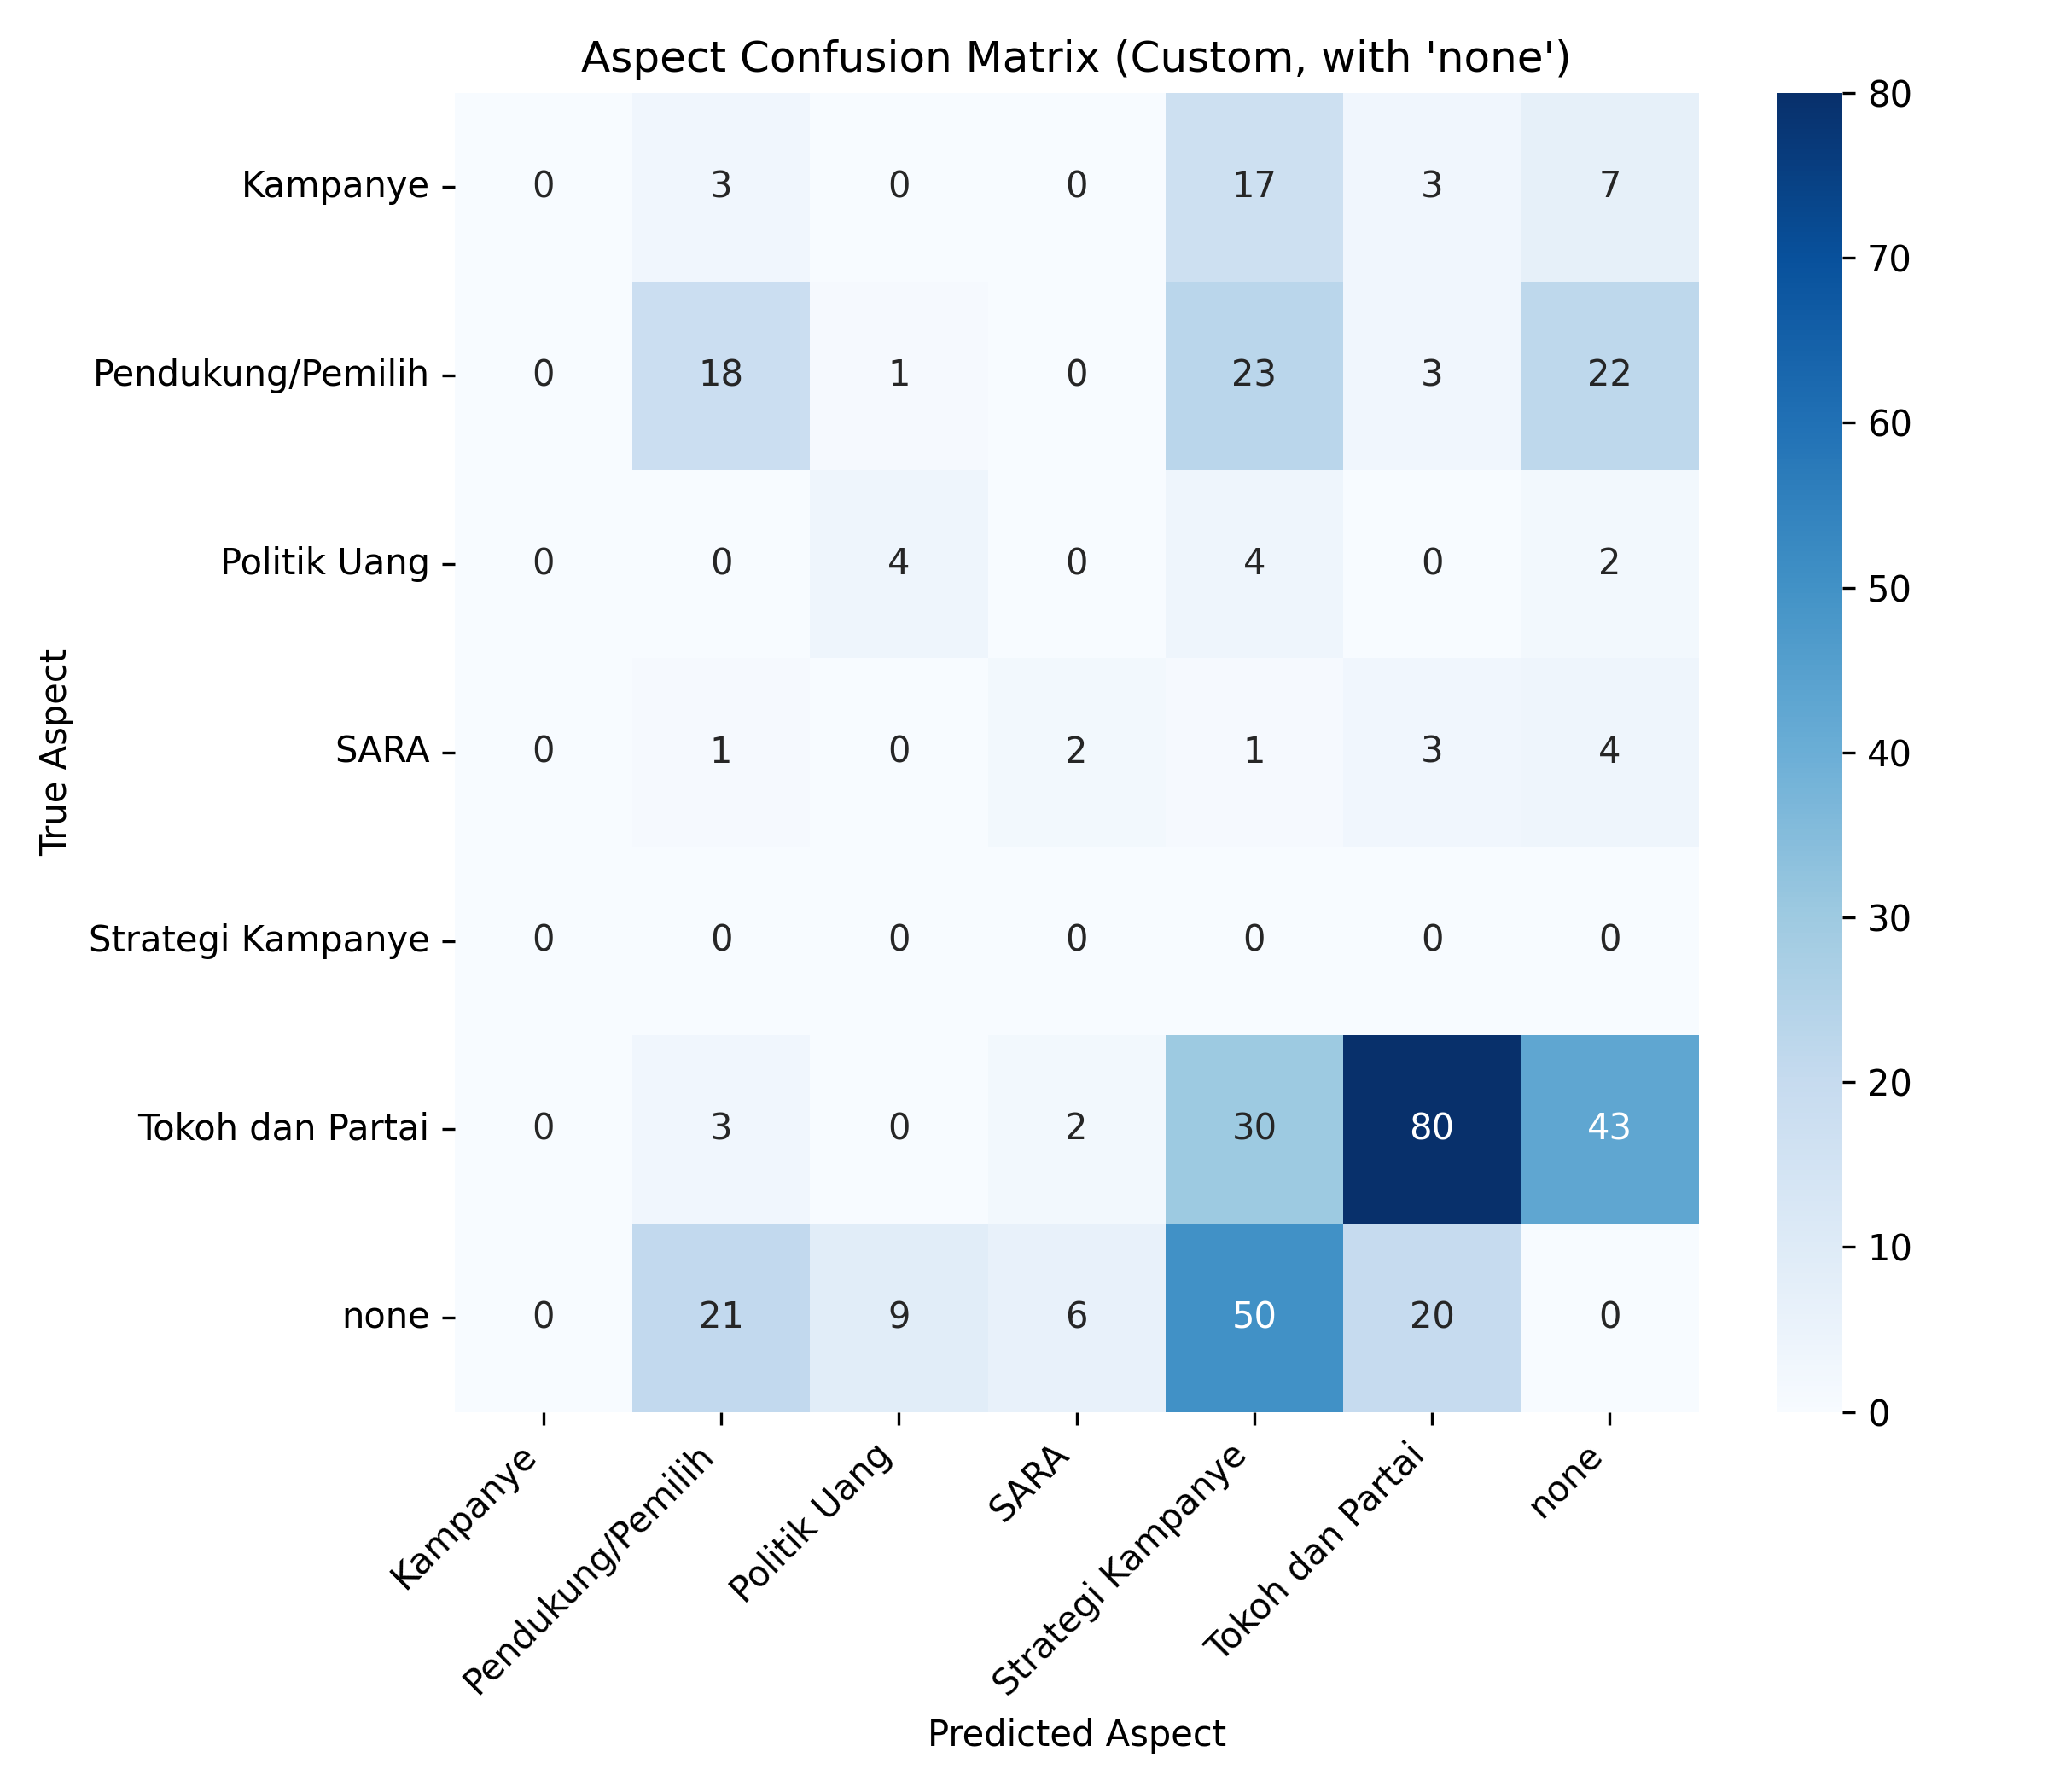 Aspect Confusion Matrix (Custom, with 'none')
True Aspect
Kampanye 0 3 0 0 17 3 7
Pendukung/Pemilih 0 18 1 0 23 3 22
Politik Uang 0 0 4 0 4 0 2
SARA 0 1 0 2 1 3 4
Strategi Kampanye 0 0 0 0 0 0 0
Tokoh dan Partai 0 3 0 2 30 80 43
none 0 21 9 6 50 20 0
Kampanye
Pendukung/Pemilih
Politik Uang
SARA
Strategi Kampanye
Tokoh dan Partai
none
Predicted Aspect
80
70
60
50
40
30
20
10
0